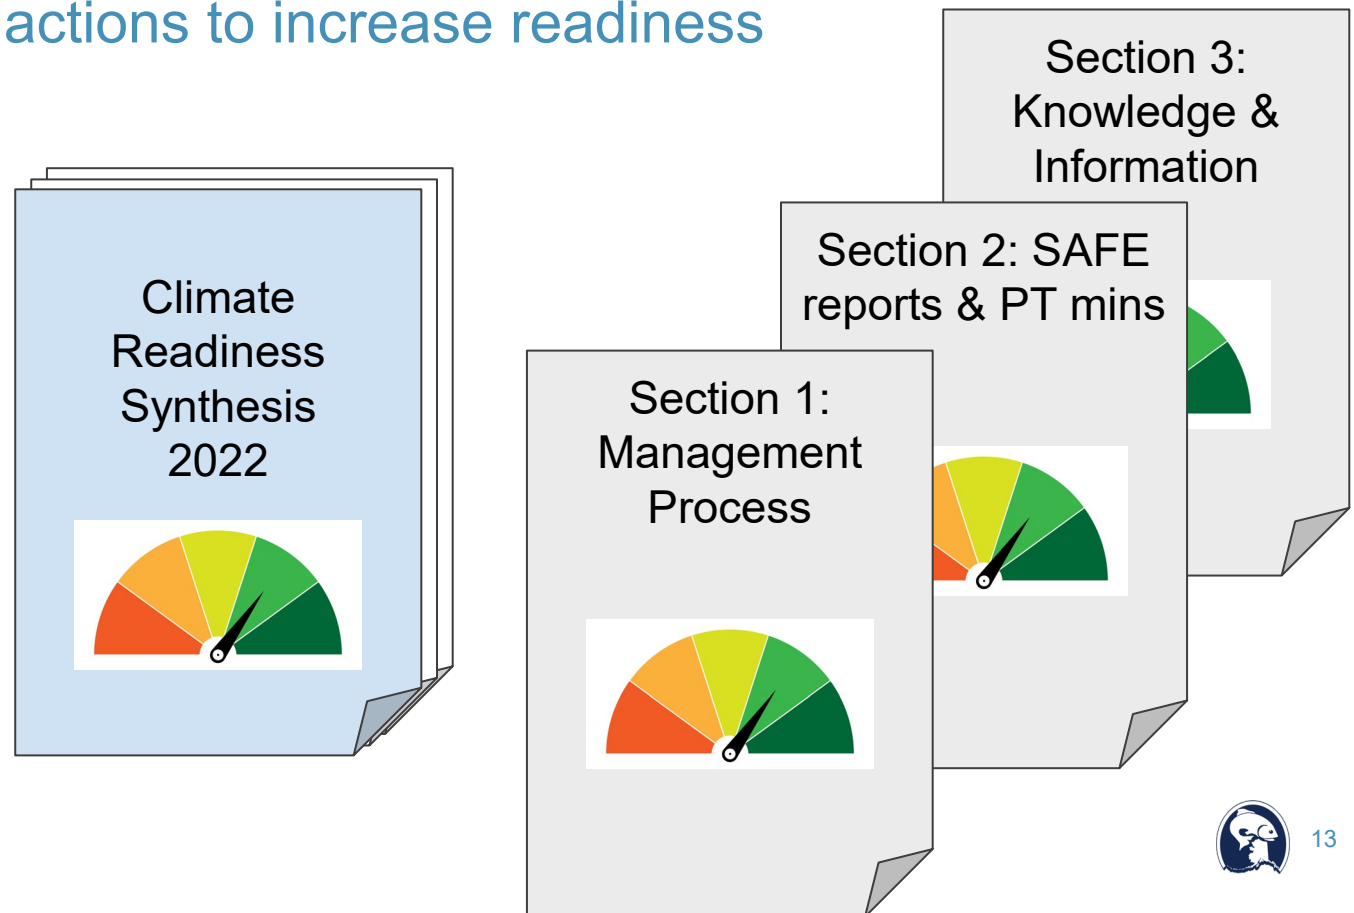 actions to increase readiness
Climate
Readiness
Synthesis
2022
Section 1:
Management
Process
Section 2: SAFE
reports & PT mins
Section 3:
Knowledge &
Information
13